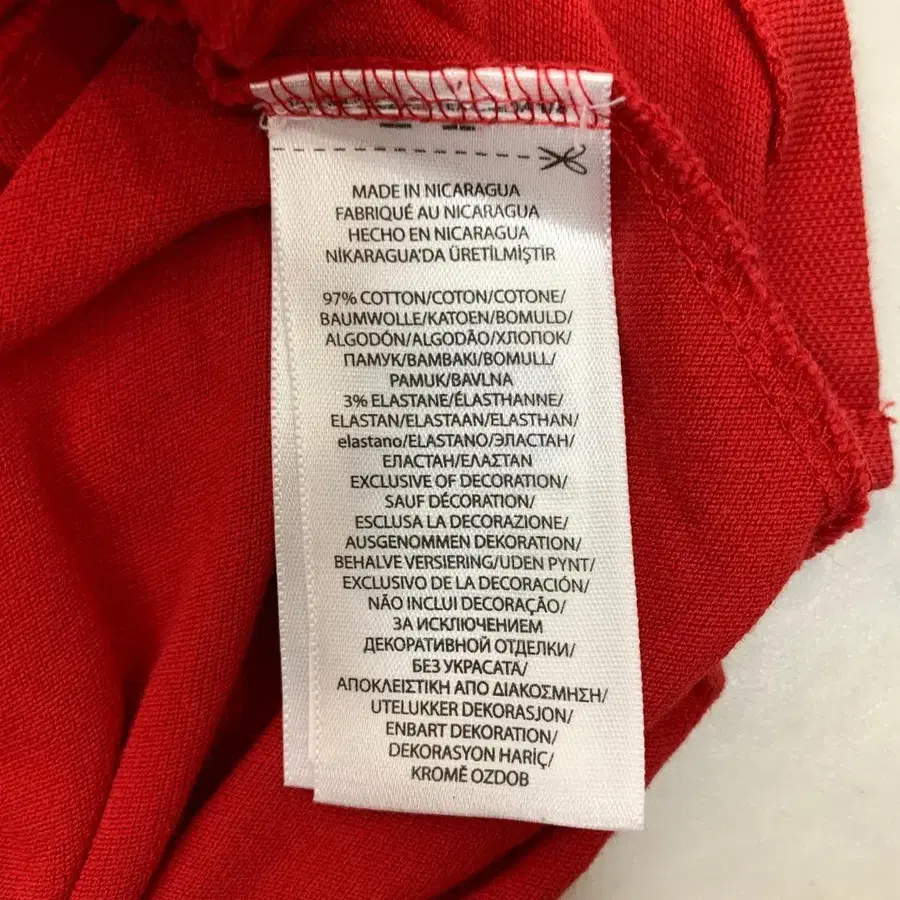 MADE IN NICARAGUA
FABRIQUÉ AU NICARAGUA
HECHO EN NICARAGUA
NİKARAGUA'DA ÜRETİLMİŞTİR
97% COTTON/COTON/COTONE/
BAUMWOLLE/KATOEN/BOMULD/
ALGODÓN/ALGODÃO/ХЛОПОК/
ПАМУК/BAMBAKI/BOMULL/
PAMUK/BAVLNA
3% ELASTANE/ÉLASTHANNE/
ELASTAN/ELASTAAN/ELASTHAN/
elastano/ELASTANO/ЭЛАСТАН/
ЕЛАСТАН/ΕΛΑΣΤΑΝ
EXCLUSIVE OF DECORATION/
SAUF DÉCORATION/
ESCLUSA LA DECORAZIONE/
AUSGENOMMEN DEKORATION/
BEHALVE VERSIERING/UDEN PYNT/
EXCLUSIVO DE LA DECORACIÓN/
NÃO INCLUI DECORAÇÃO/
ЗА ИСКЛЮЧЕНИЕМ
ДЕКОРАТИВНОЙ ОТДЕЛКИ/
БЕЗ УКРАСАТА/
ΑΠΟΚΛΕΙΣΤΙΚΗ ΑΠΟ ΔΙΑΚΟΣΜΗΣΗ/
UTELUKKER DEKORASJON/
ENBART DEKORATION/
DEKORASYON HARİÇ/
KROMĚ OZDOB